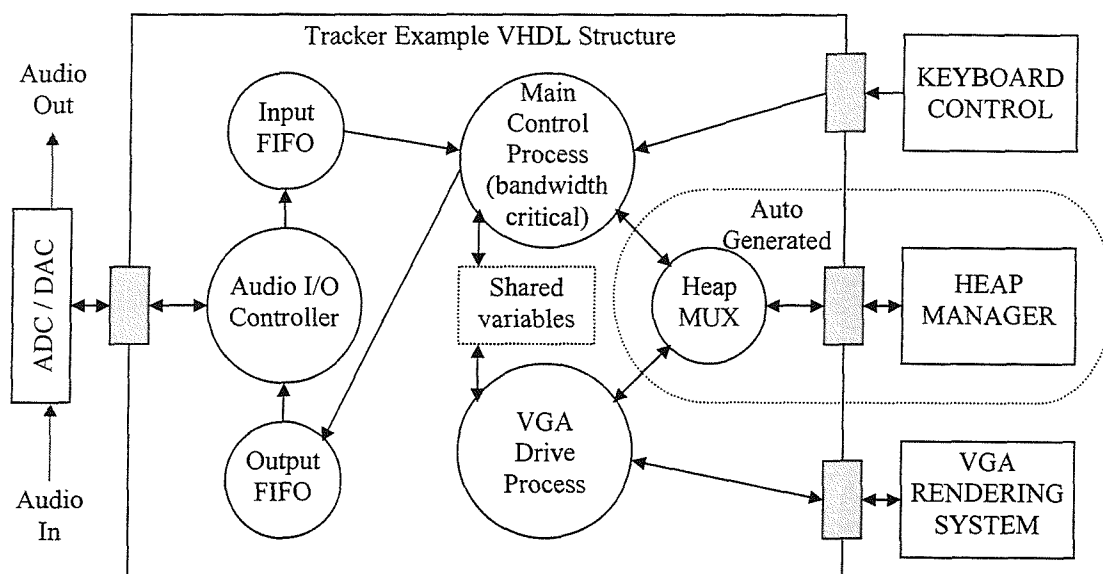 Tracker Example VHDL Structure
Audio
Out
ADC / DAC
Audio
In
Input
FIFO
Audio I/O
Controller
Output
FIFO
Main
Control
Process
(bandwidth
critical)
Shared
variables
VGA
Drive
Process
Auto
Generated
Heap
MUX
KEYBOARD
CONTROL
HEAP
MANAGER
VGA
RENDERING
SYSTEM